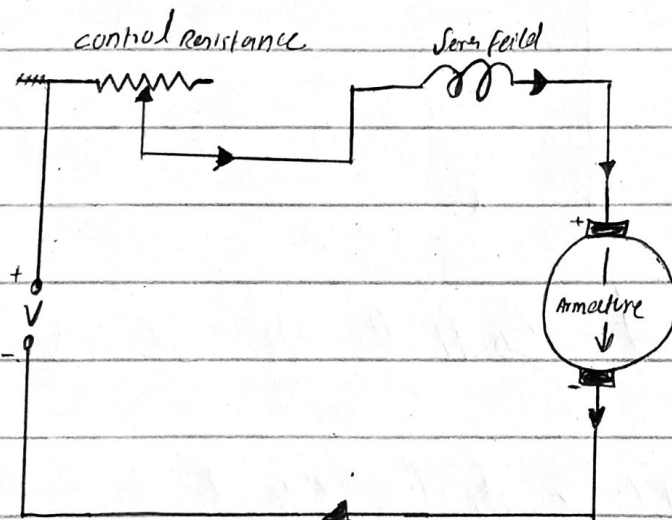 control Resistance
Series Feild
+
+
Armature
V
-
-